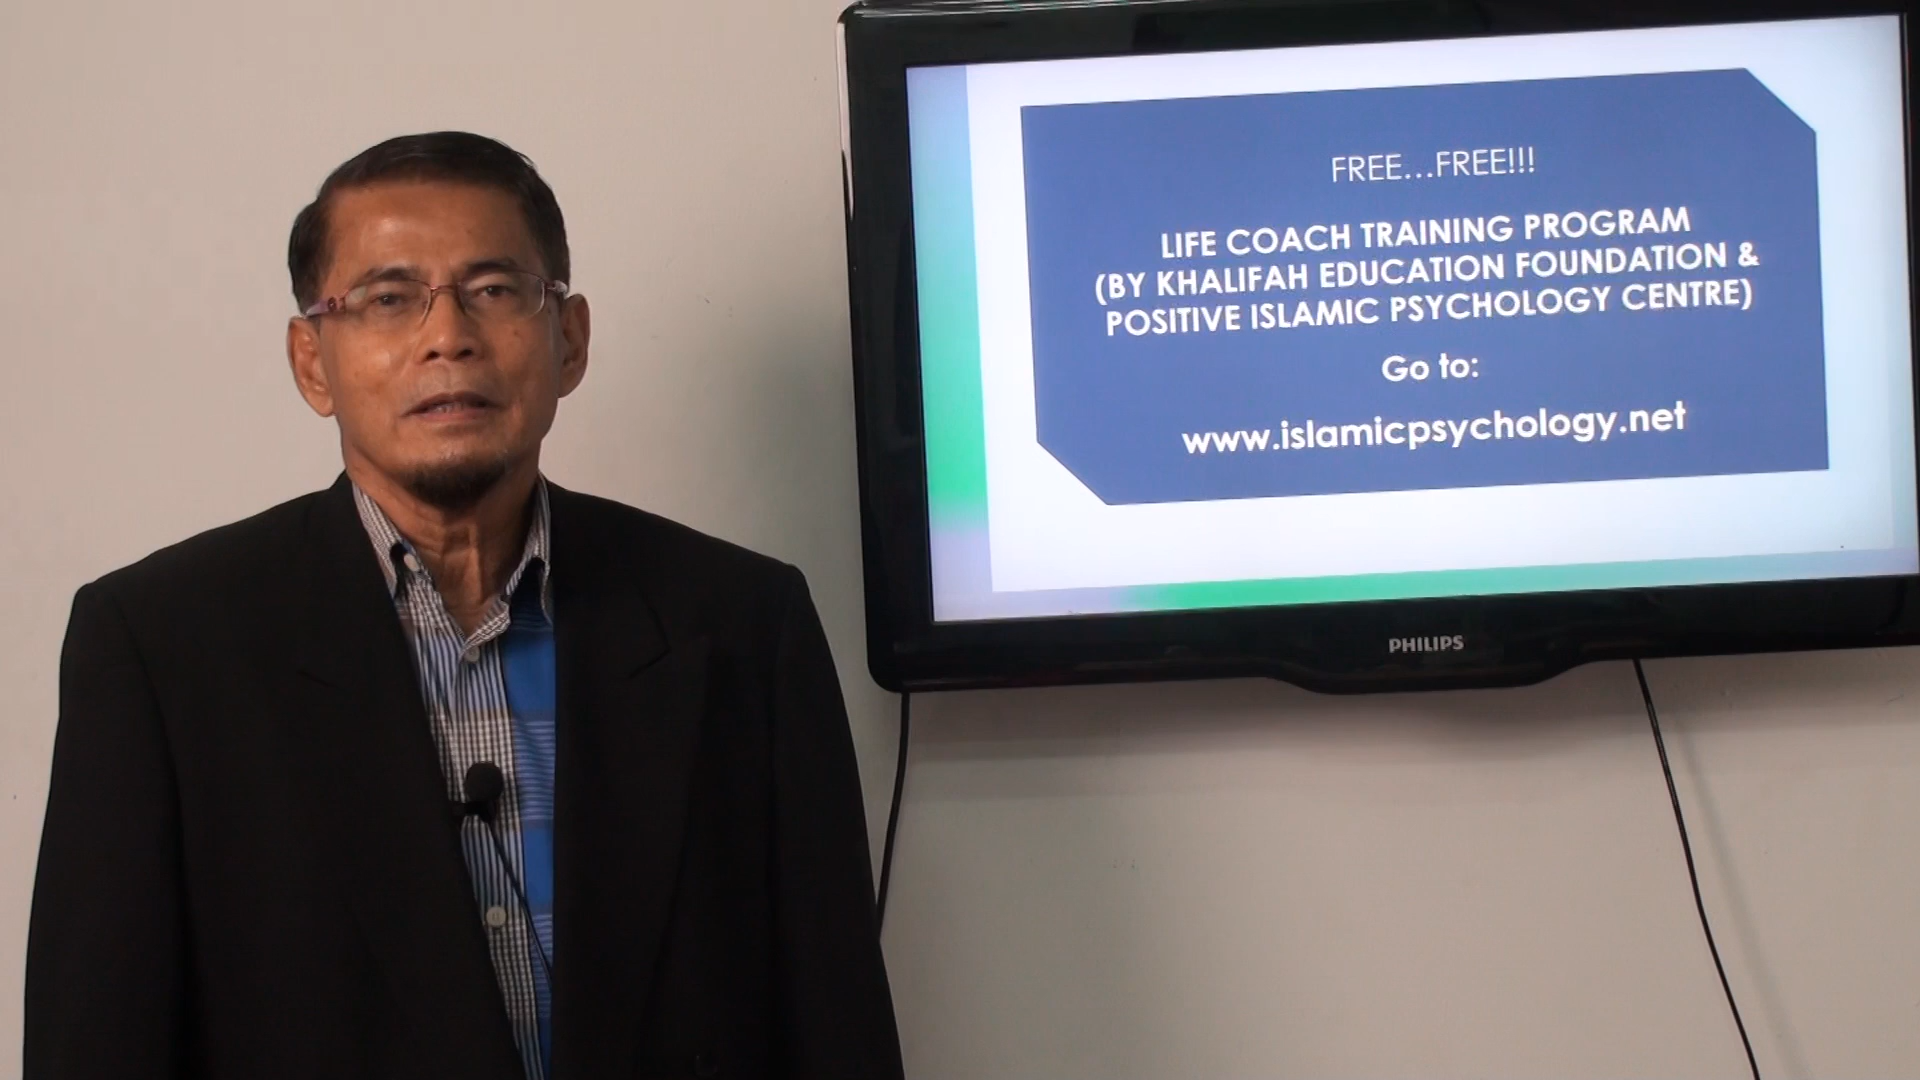 FREE...FREE!!!
LIFE COACH TRAINING PROGRAM
(BY KHALIFAH EDUCATION FOUNDATION &
POSITIVE ISLAMIC PSYCHOLOGY CENTRE)
Go to:
www.islamicpsychology.net
PHILIPS